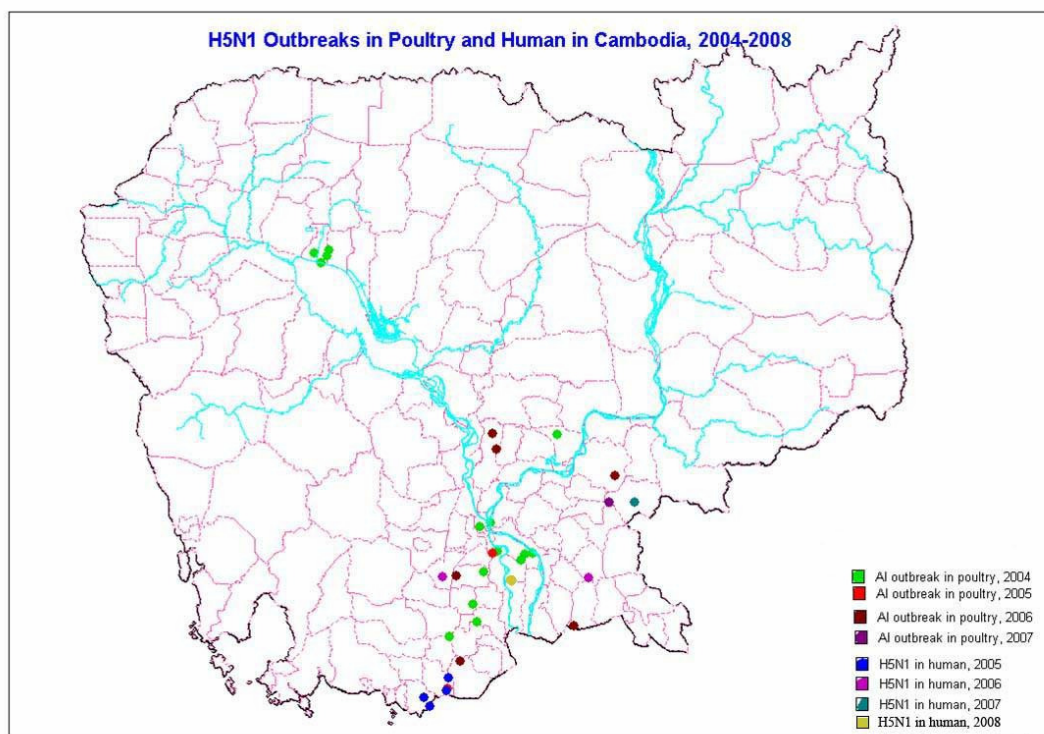 H5N1 Outbreaks in Poultry and Human in Cambodia, 2004-2008
AI outbreak in poultry, 2004
AI outbreak in poultry, 2005
AI outbreak in poultry, 2006
AI outbreak in poultry, 2007
H5N1 in human, 2005
H5N1 in human, 2006
H5N1 in human, 2007
H5N1 in human, 2008